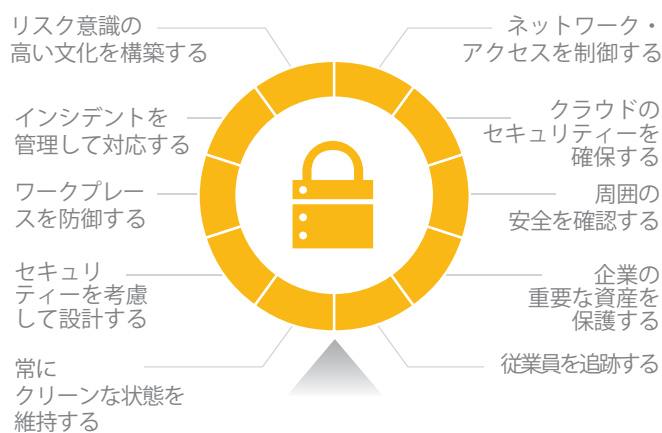 リスク意識の
高い文化を構築する
インシデントを
管理して対応する
ワークプレー
スを防御する
セキュリ
ティーを考慮
して設計する
常に
クリーンな状態を
維持する
ネットワーク・
アクセスを制御する
クラウドの
セキュリティーを
確保する
周囲の
安全を確認する
企業の
重要な資産を
保護する
従業員を追跡する